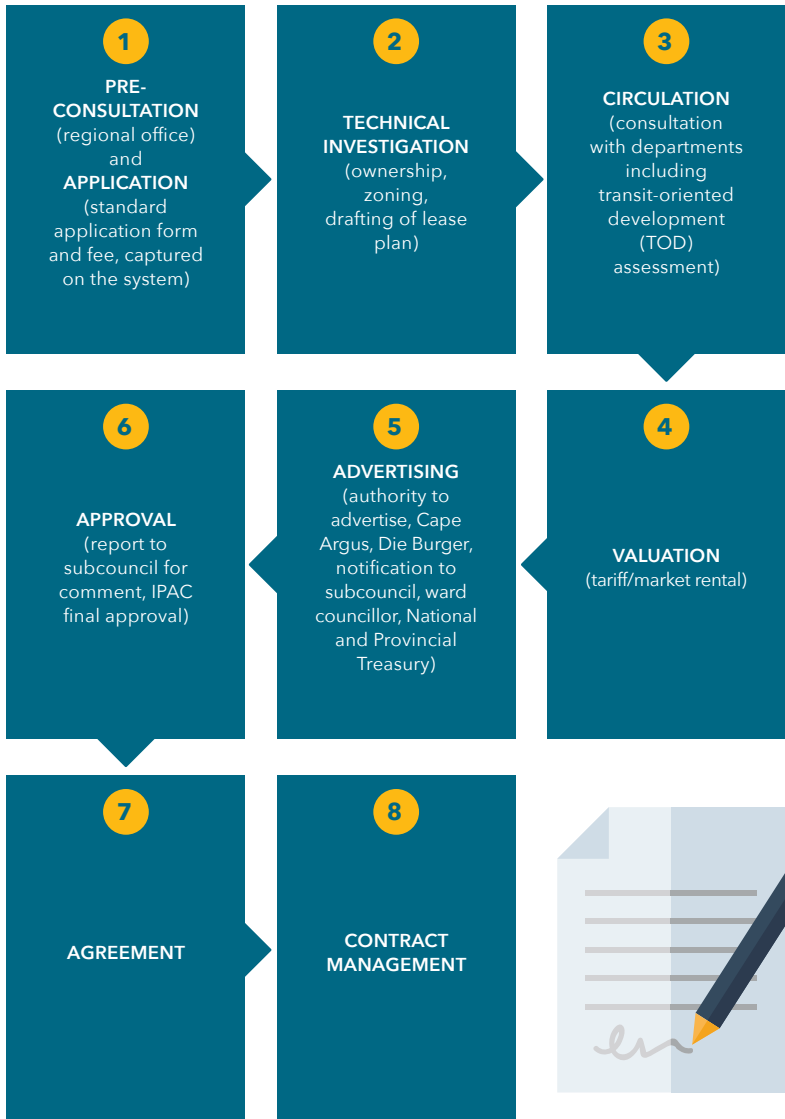 1
PRE-
CONSULTATION
(regional office)
and
APPLICATION
(standard
application form
and fee, captured
on the system)
2
TECHNICAL
INVESTIGATION
(ownership,
zoning,
drafting of lease
plan)
3
CIRCULATION
(consultation
with departments
including
transit-oriented
development
(TOD)
assessment)
4
VALUATION
(tariff/market rental)
5
ADVERTISING
(authority to
advertise, Cape
Argus, Die Burger,
notification to
subcouncil, ward
councillor, National
and Provincial
Treasury)
6
APPROVAL
(report to
subcouncil for
comment, IPAC
final approval)
7
AGREEMENT
8
CONTRACT
MANAGEMENT